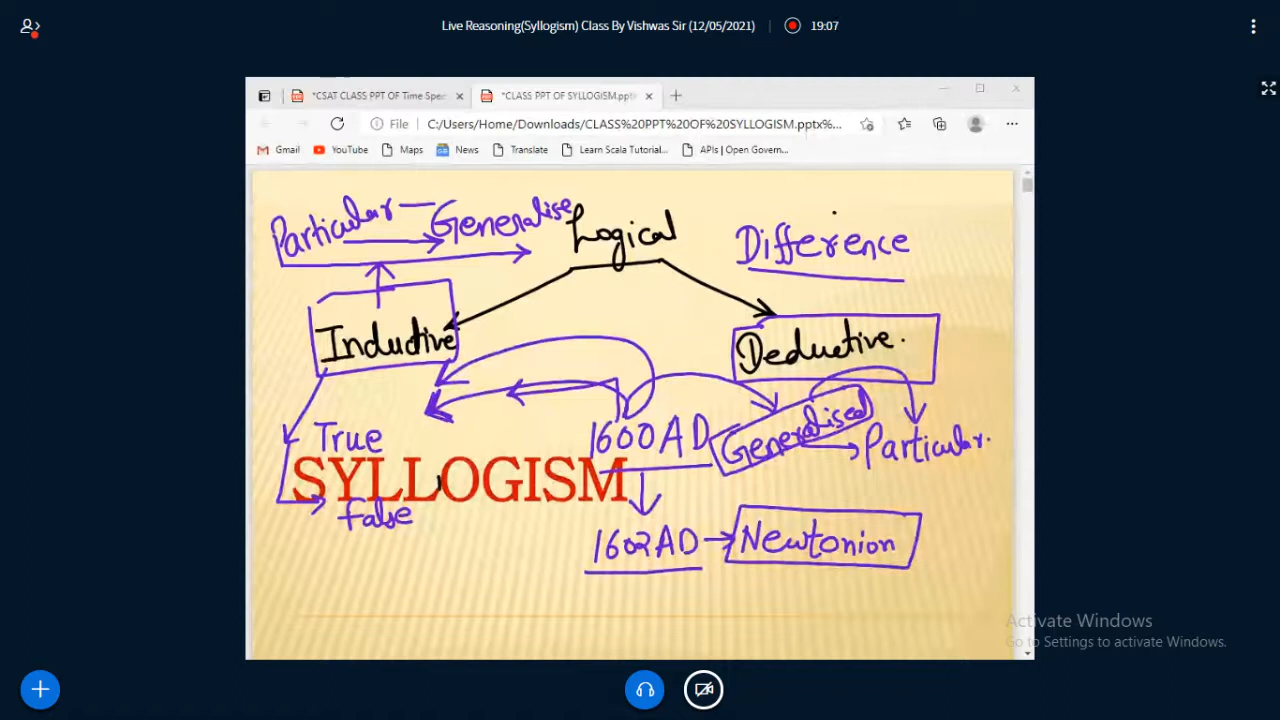 Live Reasoning(Syllogism) Class By Vishwas Sir (12/05/2021)
19:07
*CSAT CLASS PPT OF Time Spee
*CLASS PPT OF SYLLOGISM.ppt
File
C:/Users/Home/Downloads/CLASS%20PPT%20OF%20SYLLOGISM.pptx%...
Gmail YouTube Maps News Translate Learn Scala Tutorial... APIs | Open Govern...
Particular — Generalise
Logical
Difference
Inductive
Deductive.
True
1600 AD
Generalised
Particular.
SYLLOGISM
False
1602 AD
Newtonion
Activate Windows
Go to Settings to activate Windows.